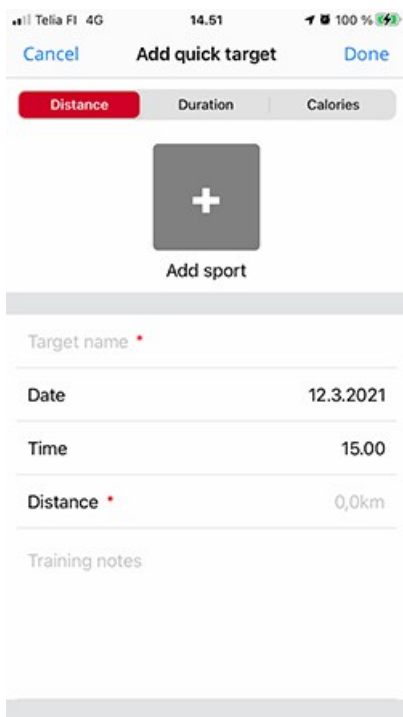 Telia FI 4G 14.51 100 %
Cancel Add quick target Done
Distance Duration Calories
Add sport
Target name *
Date 12.3.2021
Time 15.00
Distance * 0,0km
Training notes